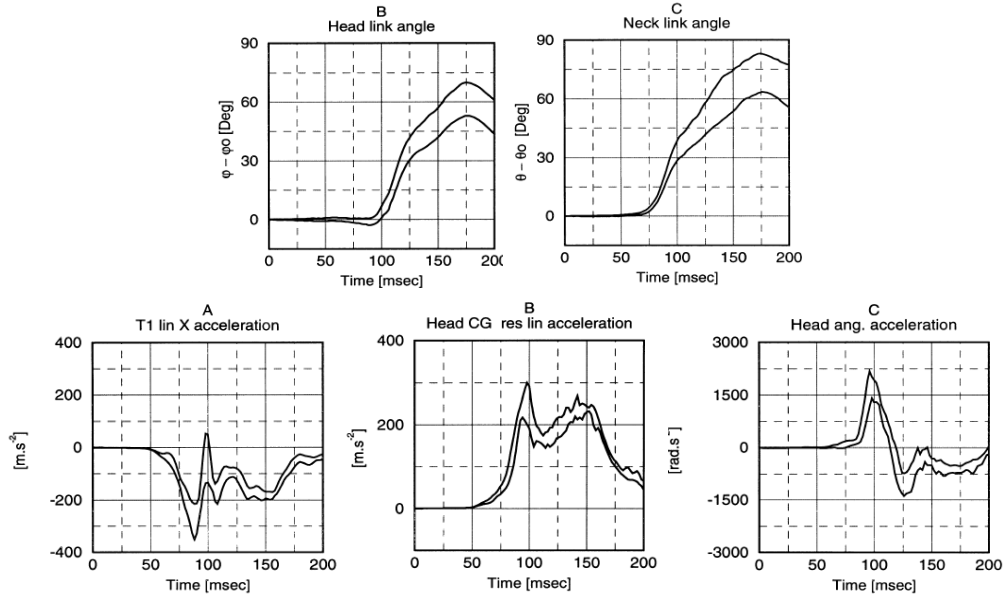 B
Head link angle
90
60
30
0
φ – φo [Deg]
0
50
100
150
20
Time [msec]
C
Neck link angle
90
60
30
0
θ – θo [Deg]
0
50
100
150
200
Time [msec]
A
T1 lin X acceleration
400
200
0
-200
-400
[m.s⁻²]
0
50
100
150
200
Time [msec]
B
Head CG res lin acceleration
400
200
0
[m.s⁻²]
0
50
100
150
200
Time [msec]
C
Head ang. acceleration
3000
1500
0
-1500
-3000
[rad.s⁻¹]
0
50
100
150
200
Time [msec]